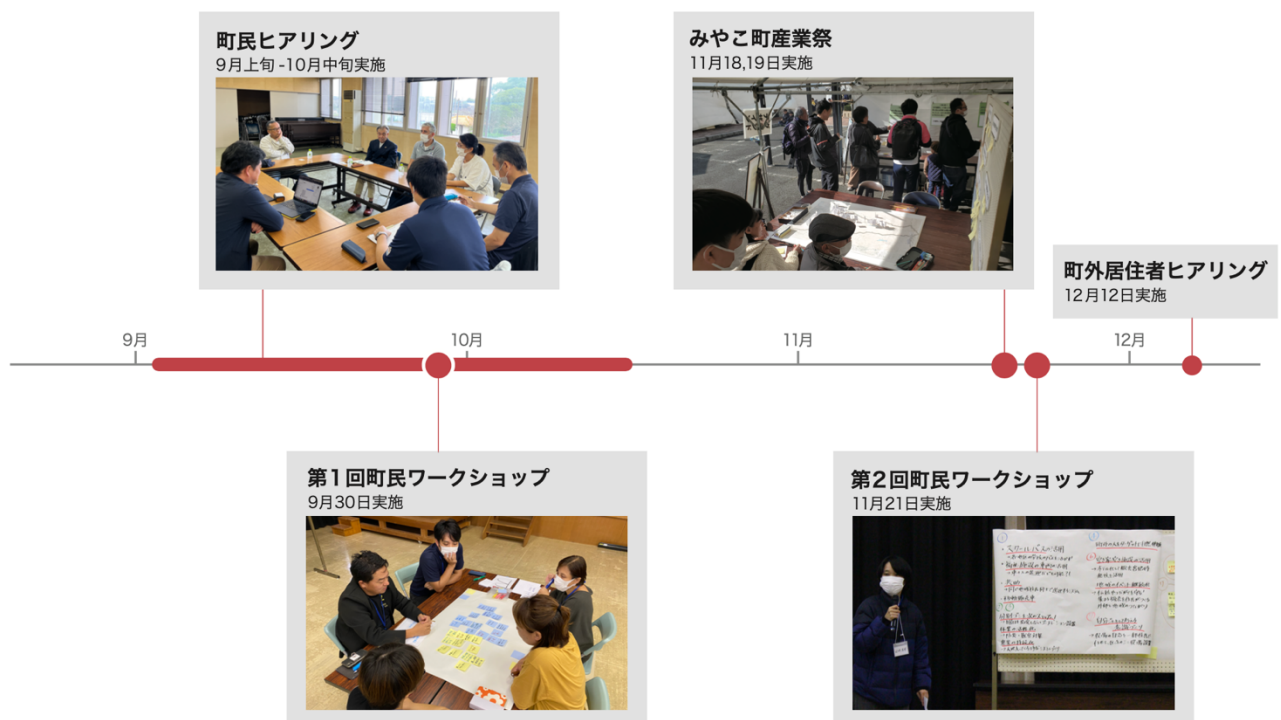 町民ヒアリング
9月上旬-10月中旬実施
みやこ町産業祭
11月18,19日実施
町外居住者ヒアリング
12月12日実施
9月
10月
11月
12月
第1回町民ワークショップ
9月30日実施
第2回町民ワークショップ
11月21日実施